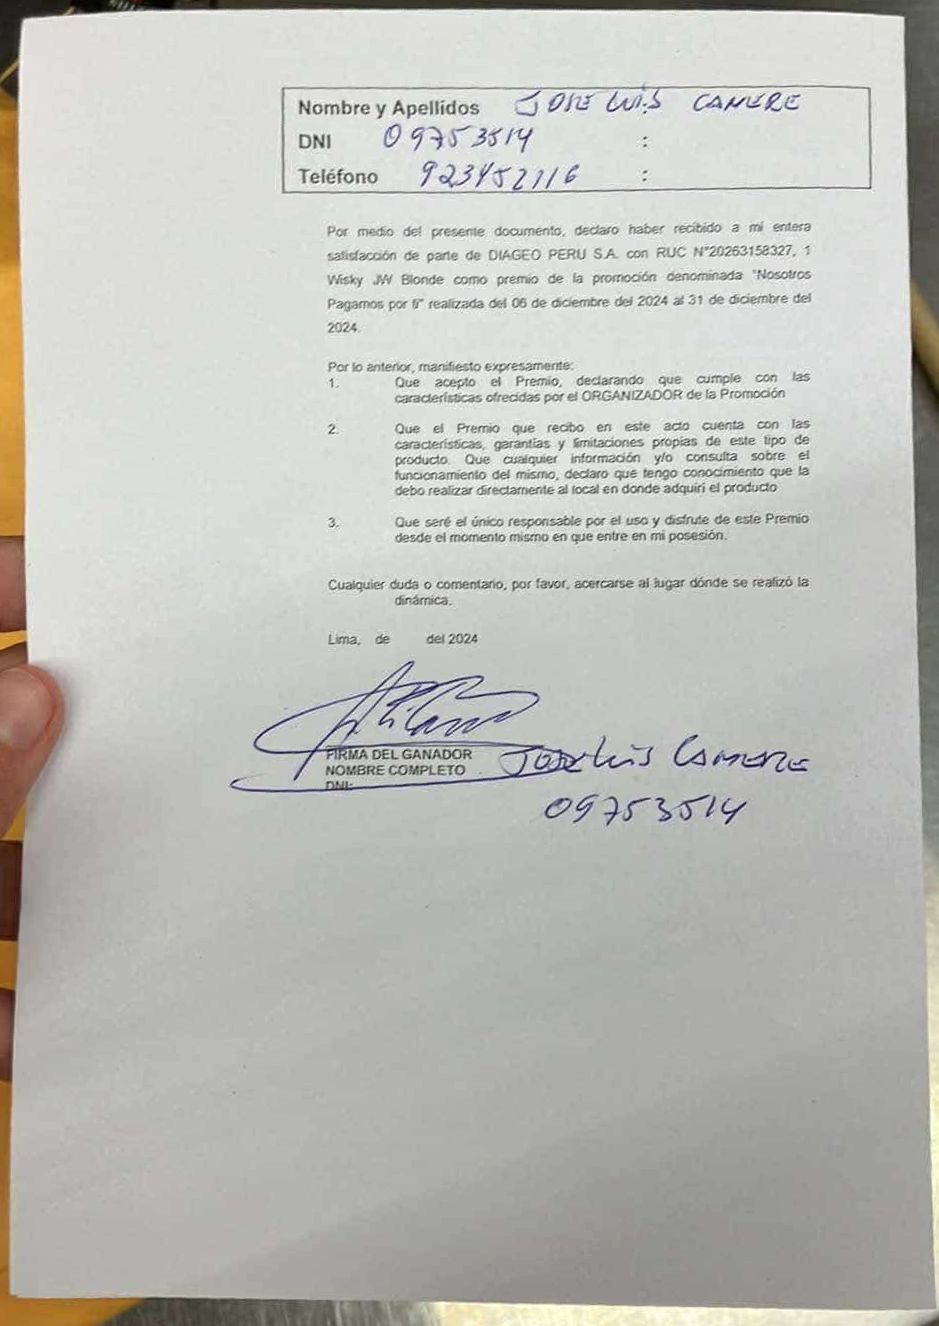 Nombre y Apellidos JOSE LUIS CAMERE
DNI 09753514 :
Teléfono 923452116 :
Por medio del presente documento, declaro haber recibido a mi entera
satisfacción de parte de DIAGEO PERU S.A. con RUC N°20263158327, 1
Wisky JW Blonde como premio de la promoción denominada "Nosotros
Pagamos por ti" realizada del 06 de diciembre del 2024 al 31 de diciembre del
2024.
Por lo anterior, manifiesto expresamente:
1. Que acepto el Premio, declarando que cumple con las
características ofrecidas por el ORGANIZADOR de la Promoción
2. Que el Premio que recibo en este acto cuenta con las
características, garantías y limitaciones propias de este tipo de
producto. Que cualquier información y/o consulta sobre el
funcionamiento del mismo, declaro que tengo conocimiento que la
debo realizar directamente al local en donde adquirí el producto
3. Que seré el único responsable por el uso y disfrute de este Premio
desde el momento mismo en que entre en mi posesión.
Cualquier duda o comentario, por favor, acercarse al lugar dónde se realizó la
dinámica.
Lima, de del 2024
FIRMA DEL GANADOR
NOMBRE COMPLETO Jose Luis CAMERE
DNI:
09753514